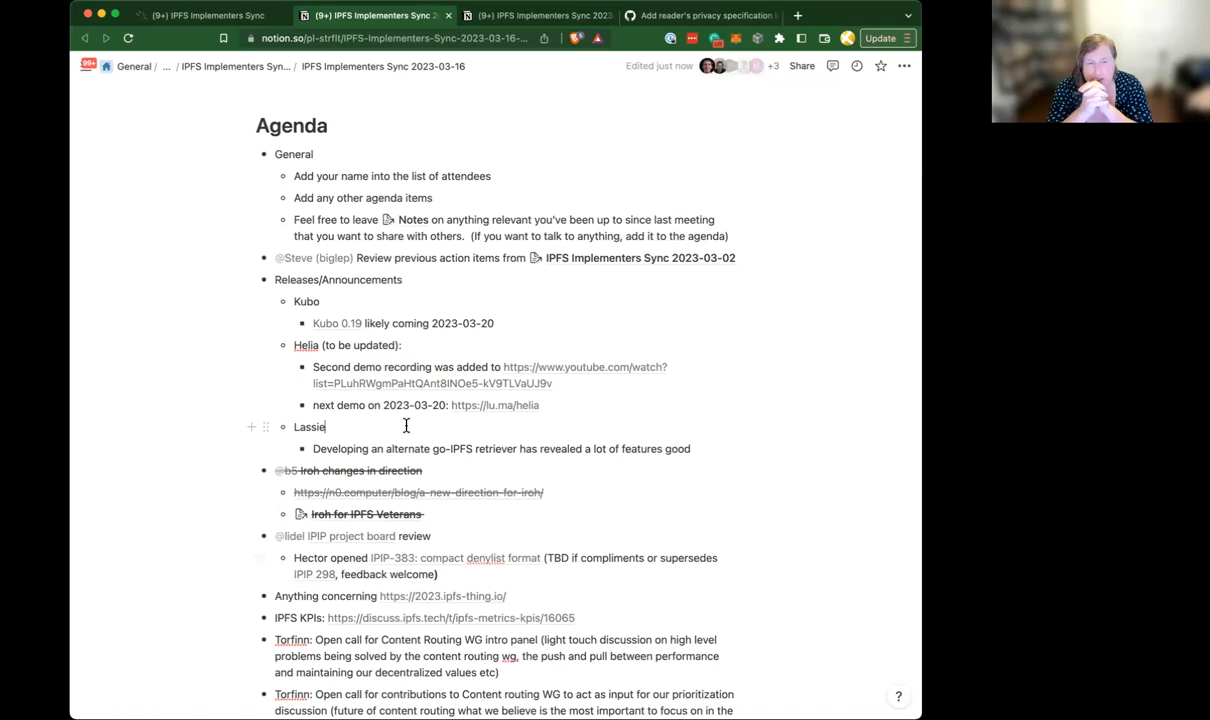 (9+) IPFS Implementers Sync
(9+) IPFS Implementers Sync 2
(9+) IPFS Implementers Sync 2023
Add reader's privacy specification b
notion.so/pl-strflt/IPFS-Implementers-Sync-2023-03-16-...
Update
99+
General / ... / IPFS Implementers Syn... / IPFS Implementers Sync 2023-03-16
Edited just now
+3
Share
Agenda
General
Add your name into the list of attendees
Add any other agenda items
Feel free to leave Notes on anything relevant you've been up to since last meeting
that you want to share with others. (If you want to talk to anything, add it to the agenda)
@Steve (biglep) Review previous action items from IPFS Implementers Sync 2023-03-02
Releases/Announcements
Kubo
Kubo 0.19 likely coming 2023-03-20
Helia (to be updated):
Second demo recording was added to https://www.youtube.com/watch?
list=PLuhRWgmPaHtQAnt8INOe5-kV9TLVaUJ9v
next demo on 2023-03-20: https://lu.ma/helia
Lassie
Developing an alternate go-IPFS retriever has revealed a lot of features good
@b5 Iroh changes in direction
https://n0.computer/blog/a-new-direction-for-iroh/
Iroh for IPFS Veterans
@lidel IPIP project board review
Hector opened IPIP-383: compact denylist format (TBD if compliments or supersedes
IPIP 298, feedback welcome)
Anything concerning https://2023.ipfs-thing.io/
IPFS KPIs: https://discuss.ipfs.tech/t/ipfs-metrics-kpis/16065
Torfinn: Open call for Content Routing WG intro panel (light touch discussion on high level
problems being solved by the content routing wg, the push and pull between performance
and maintaining our decentralized values etc)
Torfinn: Open call for contributions to Content routing WG to act as input for our prioritization
discussion (future of content routing what we believe is the most important to focus on in the
?